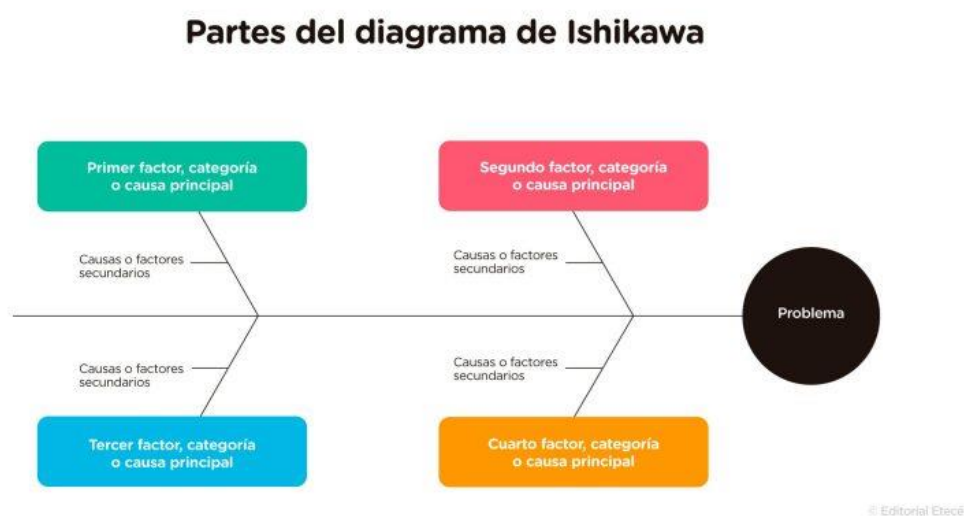 Partes del diagrama de Ishikawa
Primer factor, categoría
o causa principal
Segundo factor, categoría
o causa principal
Causas o factores
secundarios
Causas o factores
secundarios
Problema
Causas o factores
secundarios
Causas o factores
secundarios
Tercer factor, categoría
o causa principal
Cuarto factor, categoría
o causa principal
© Editorial Etecé